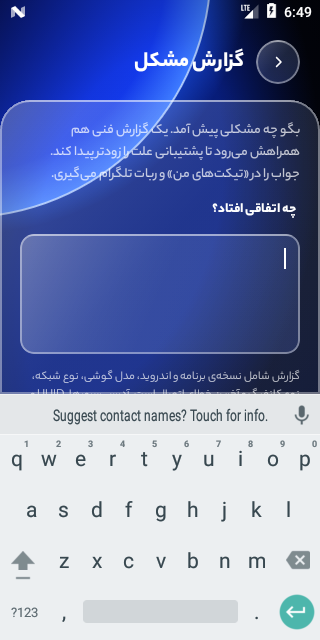 LTE 6:49
گزارش مشکل
بگو چه مشکلی پیش آمد. یک گزارش فنی هم
همراهش می‌رود تا پشتیبانی علت را زودتر پیدا کند.
جواب را در «تیکت‌های من» و ربات تلگرام می‌گیری.
چه اتفاقی افتاد؟
گزارش شامل نسخه‌ی برنامه و اندروید، مدل گوشی، نوع شبکه،
Suggest contact names? Touch for info.
1 2 3 4 5 6 7 8 9 0
q w e r t y u i o p
a s d f g h j k l
z x c v b n m
?123 , .